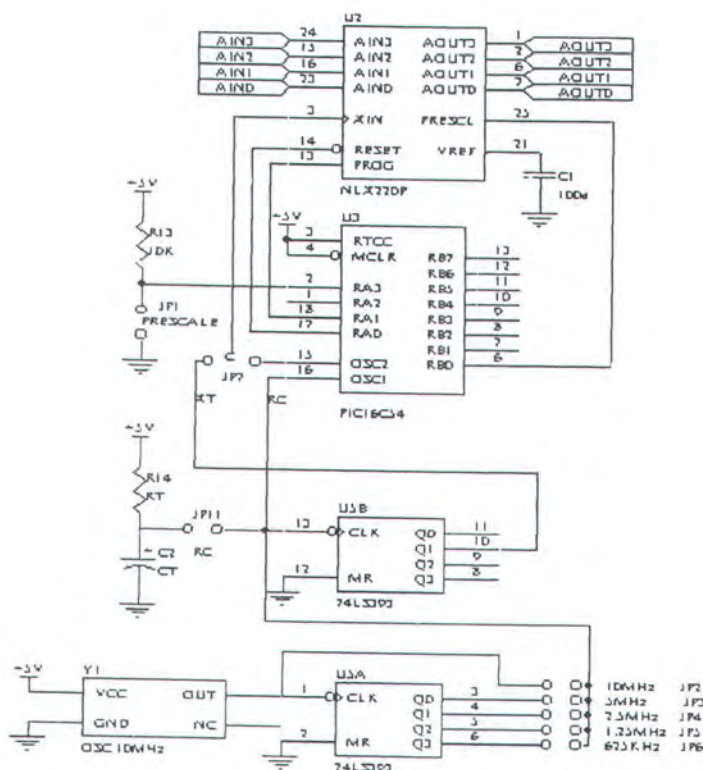 U2
AIN3 24 AIN3 AOUT3 1 AOUT3
AIN2 15 AIN2 AOUT2 2 AOUT2
AIN1 16 AIN1 AOUT1 6 AOUT1
AIN0 23 AIN0 AOUT0 7 AOUT0
3 XIN PRESCL 25
14 RESET VREF 21
13 PROG
NLX220P
C1
100n
+5V
R13
10K
JP1
PRESCALE
+5V
U3
3 RTCC
4 MCLR RB7 13
RB6 12
2 RA3 RB5 11
1 RA2 RB4 10
18 RA1 RB3 9
17 RA0 RB2 8
RB1 7
15 OSC2 RB0 6
16 OSC1
PIC16C54
XT JP7 RC
+5V
R14
RT
JP11
RC
C2
CT
U5B
13 CLK Q0 11
Q1 10
Q2 9
12 MR Q3 8
74LS393
+5V
Y1
VCC OUT
GND NC
OSC10MHz
U5A
1 CLK Q0 3
Q1 4
Q2 5
2 MR Q3 6
74LS393
10MHz JP2
5MHz JP3
2.5MHz JP4
1.25MHz JP5
625KHz JP6